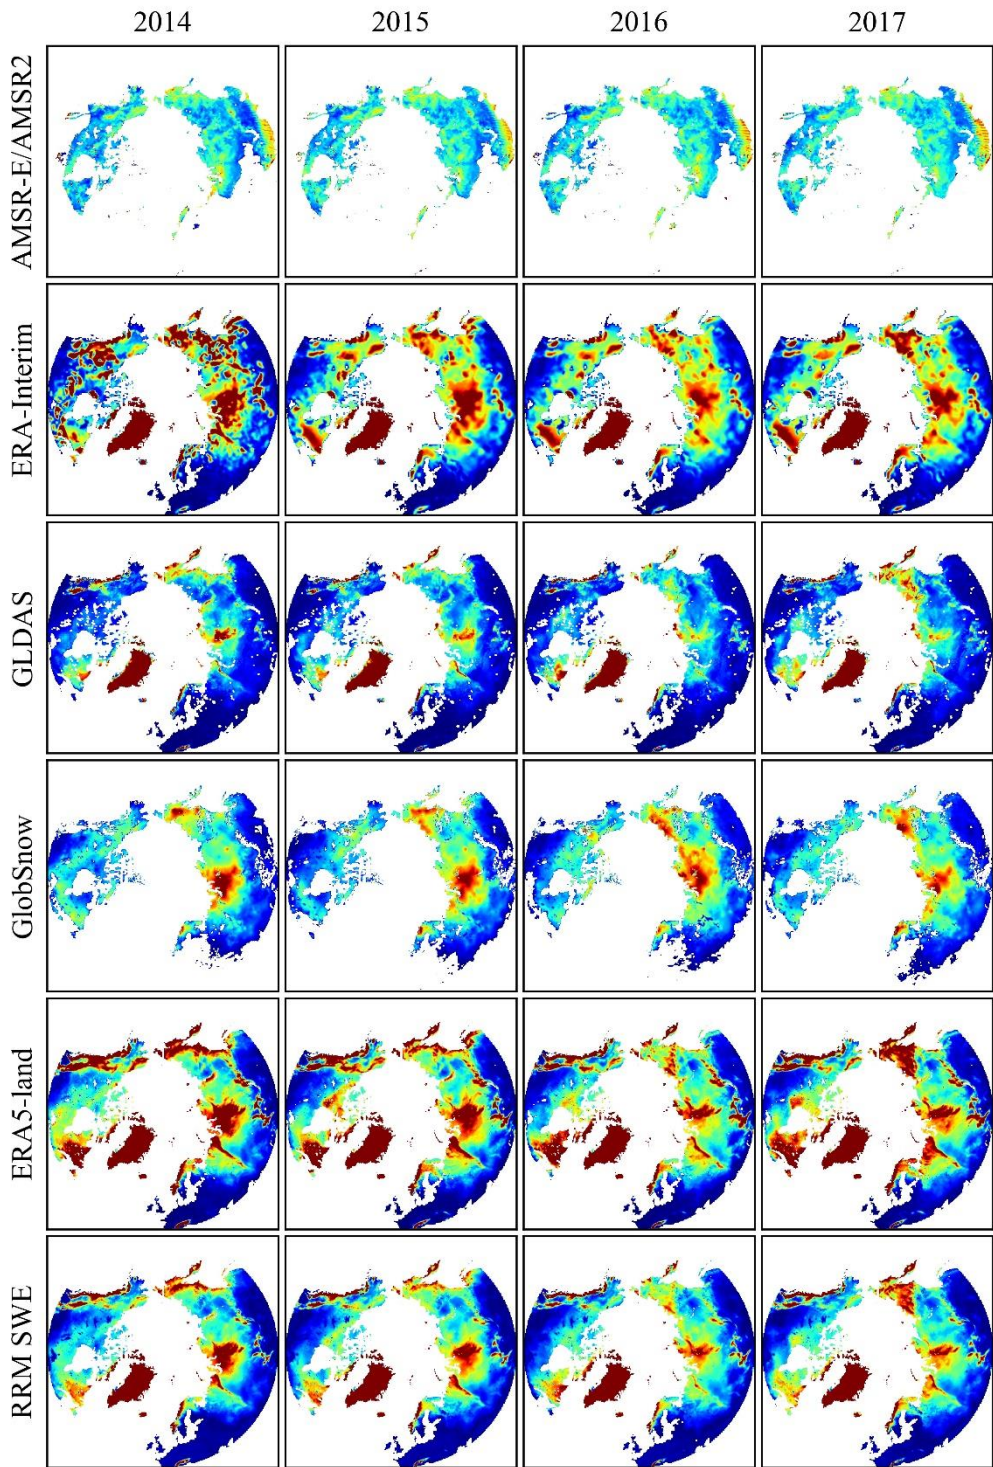 2014 2015 2016 2017
AMSR-E/AMSR2
ERA-Interim
GLDAS
GlobSnow
ERA5-land
RRM SWE